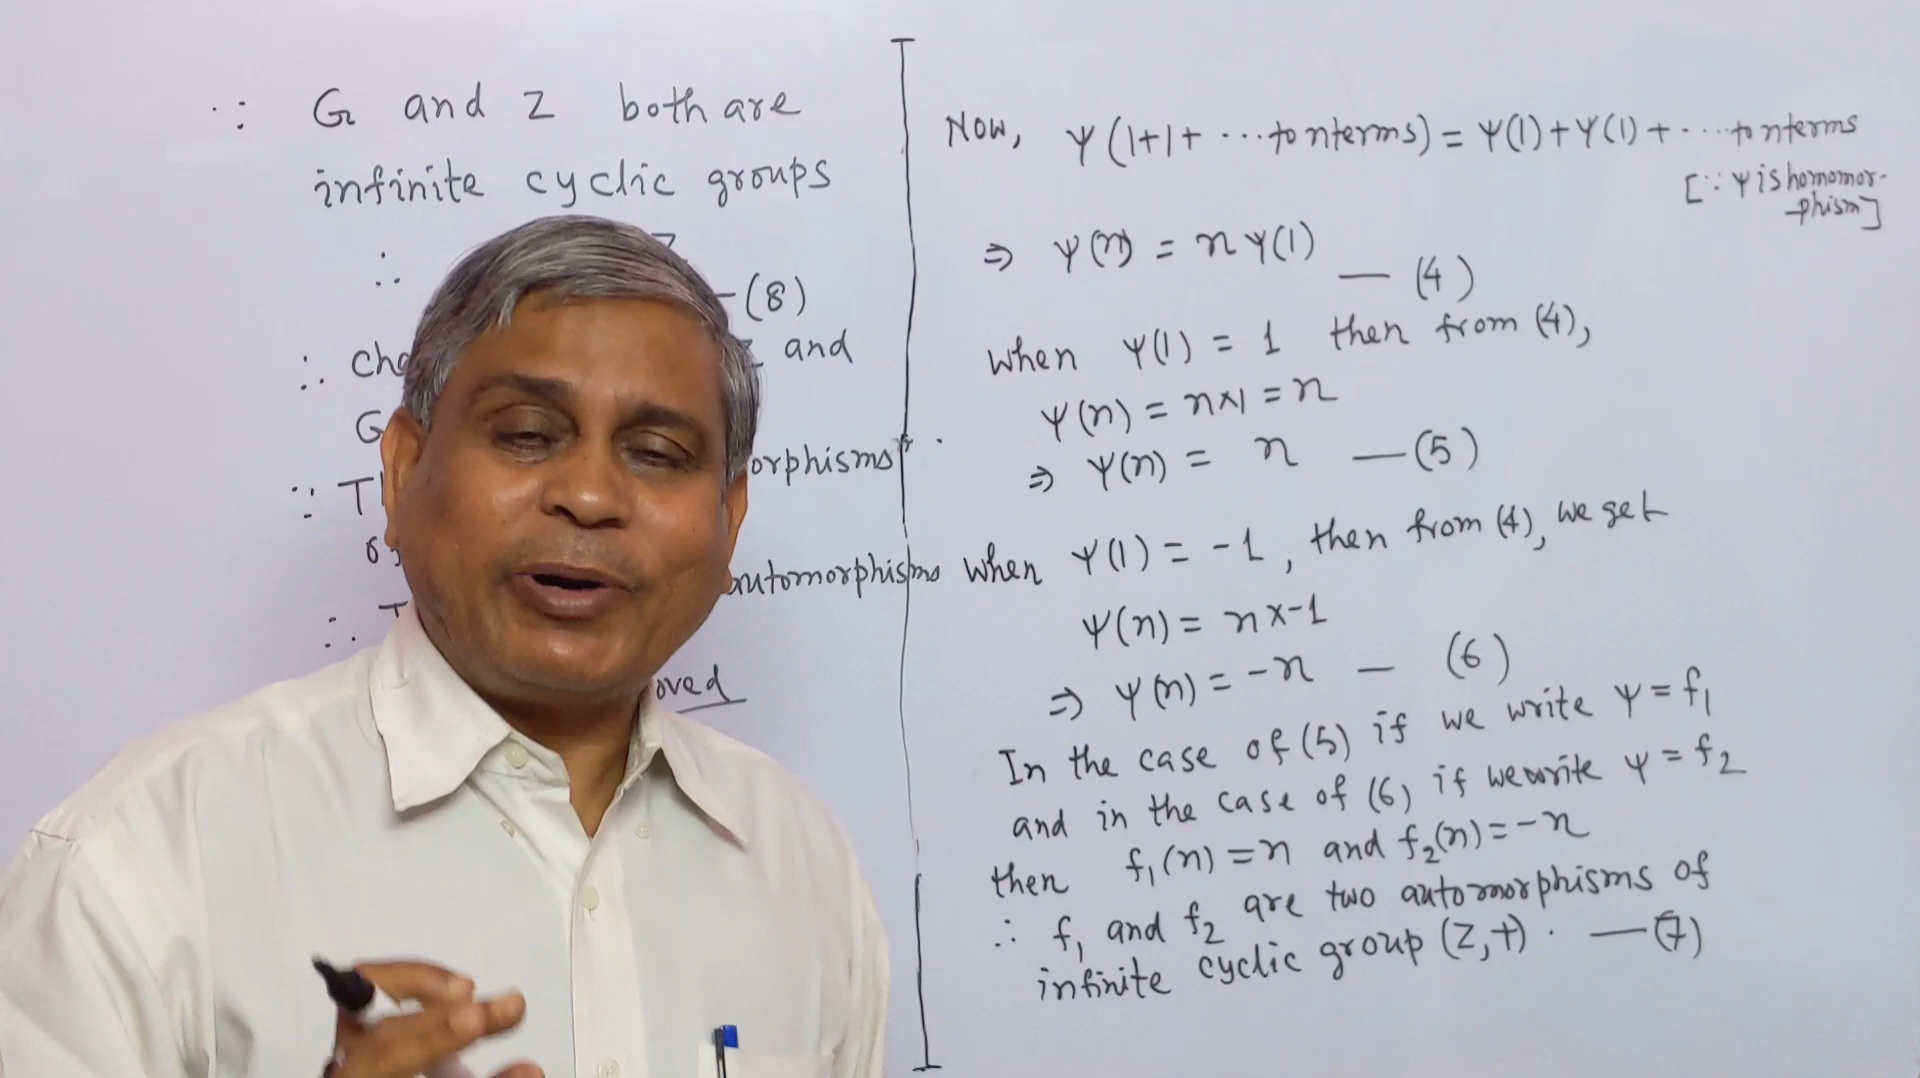 ∵ G and Z both are
infinite cyclic groups
∴
—(8)
∴ and
G
orphisms".
∵
automorphisms
∴
oved
Now, Ψ(1+1+ ....to n terms) = Ψ(1)+Ψ(1)+.....to n terms
[∵ Ψ is homomor-
-phism]
⇒ Ψ(n) = nΨ(1) — (4)
When Ψ(1) = 1 then from (4),
Ψ(n) = n×1 = n
⇒ Ψ(n) = n —(5)
when Ψ(1) = -1, then from (4), we get
Ψ(n) = n×-1
⇒ Ψ(n) = -n — (6)
In the case of (5) if we write Ψ = f₁
and in the case of (6) if we write Ψ = f₂
then f₁(n) = n and f₂(n) = -n
∴ f₁ and f₂ are two automorphisms of
infinite cyclic group (Z,+). —(7)